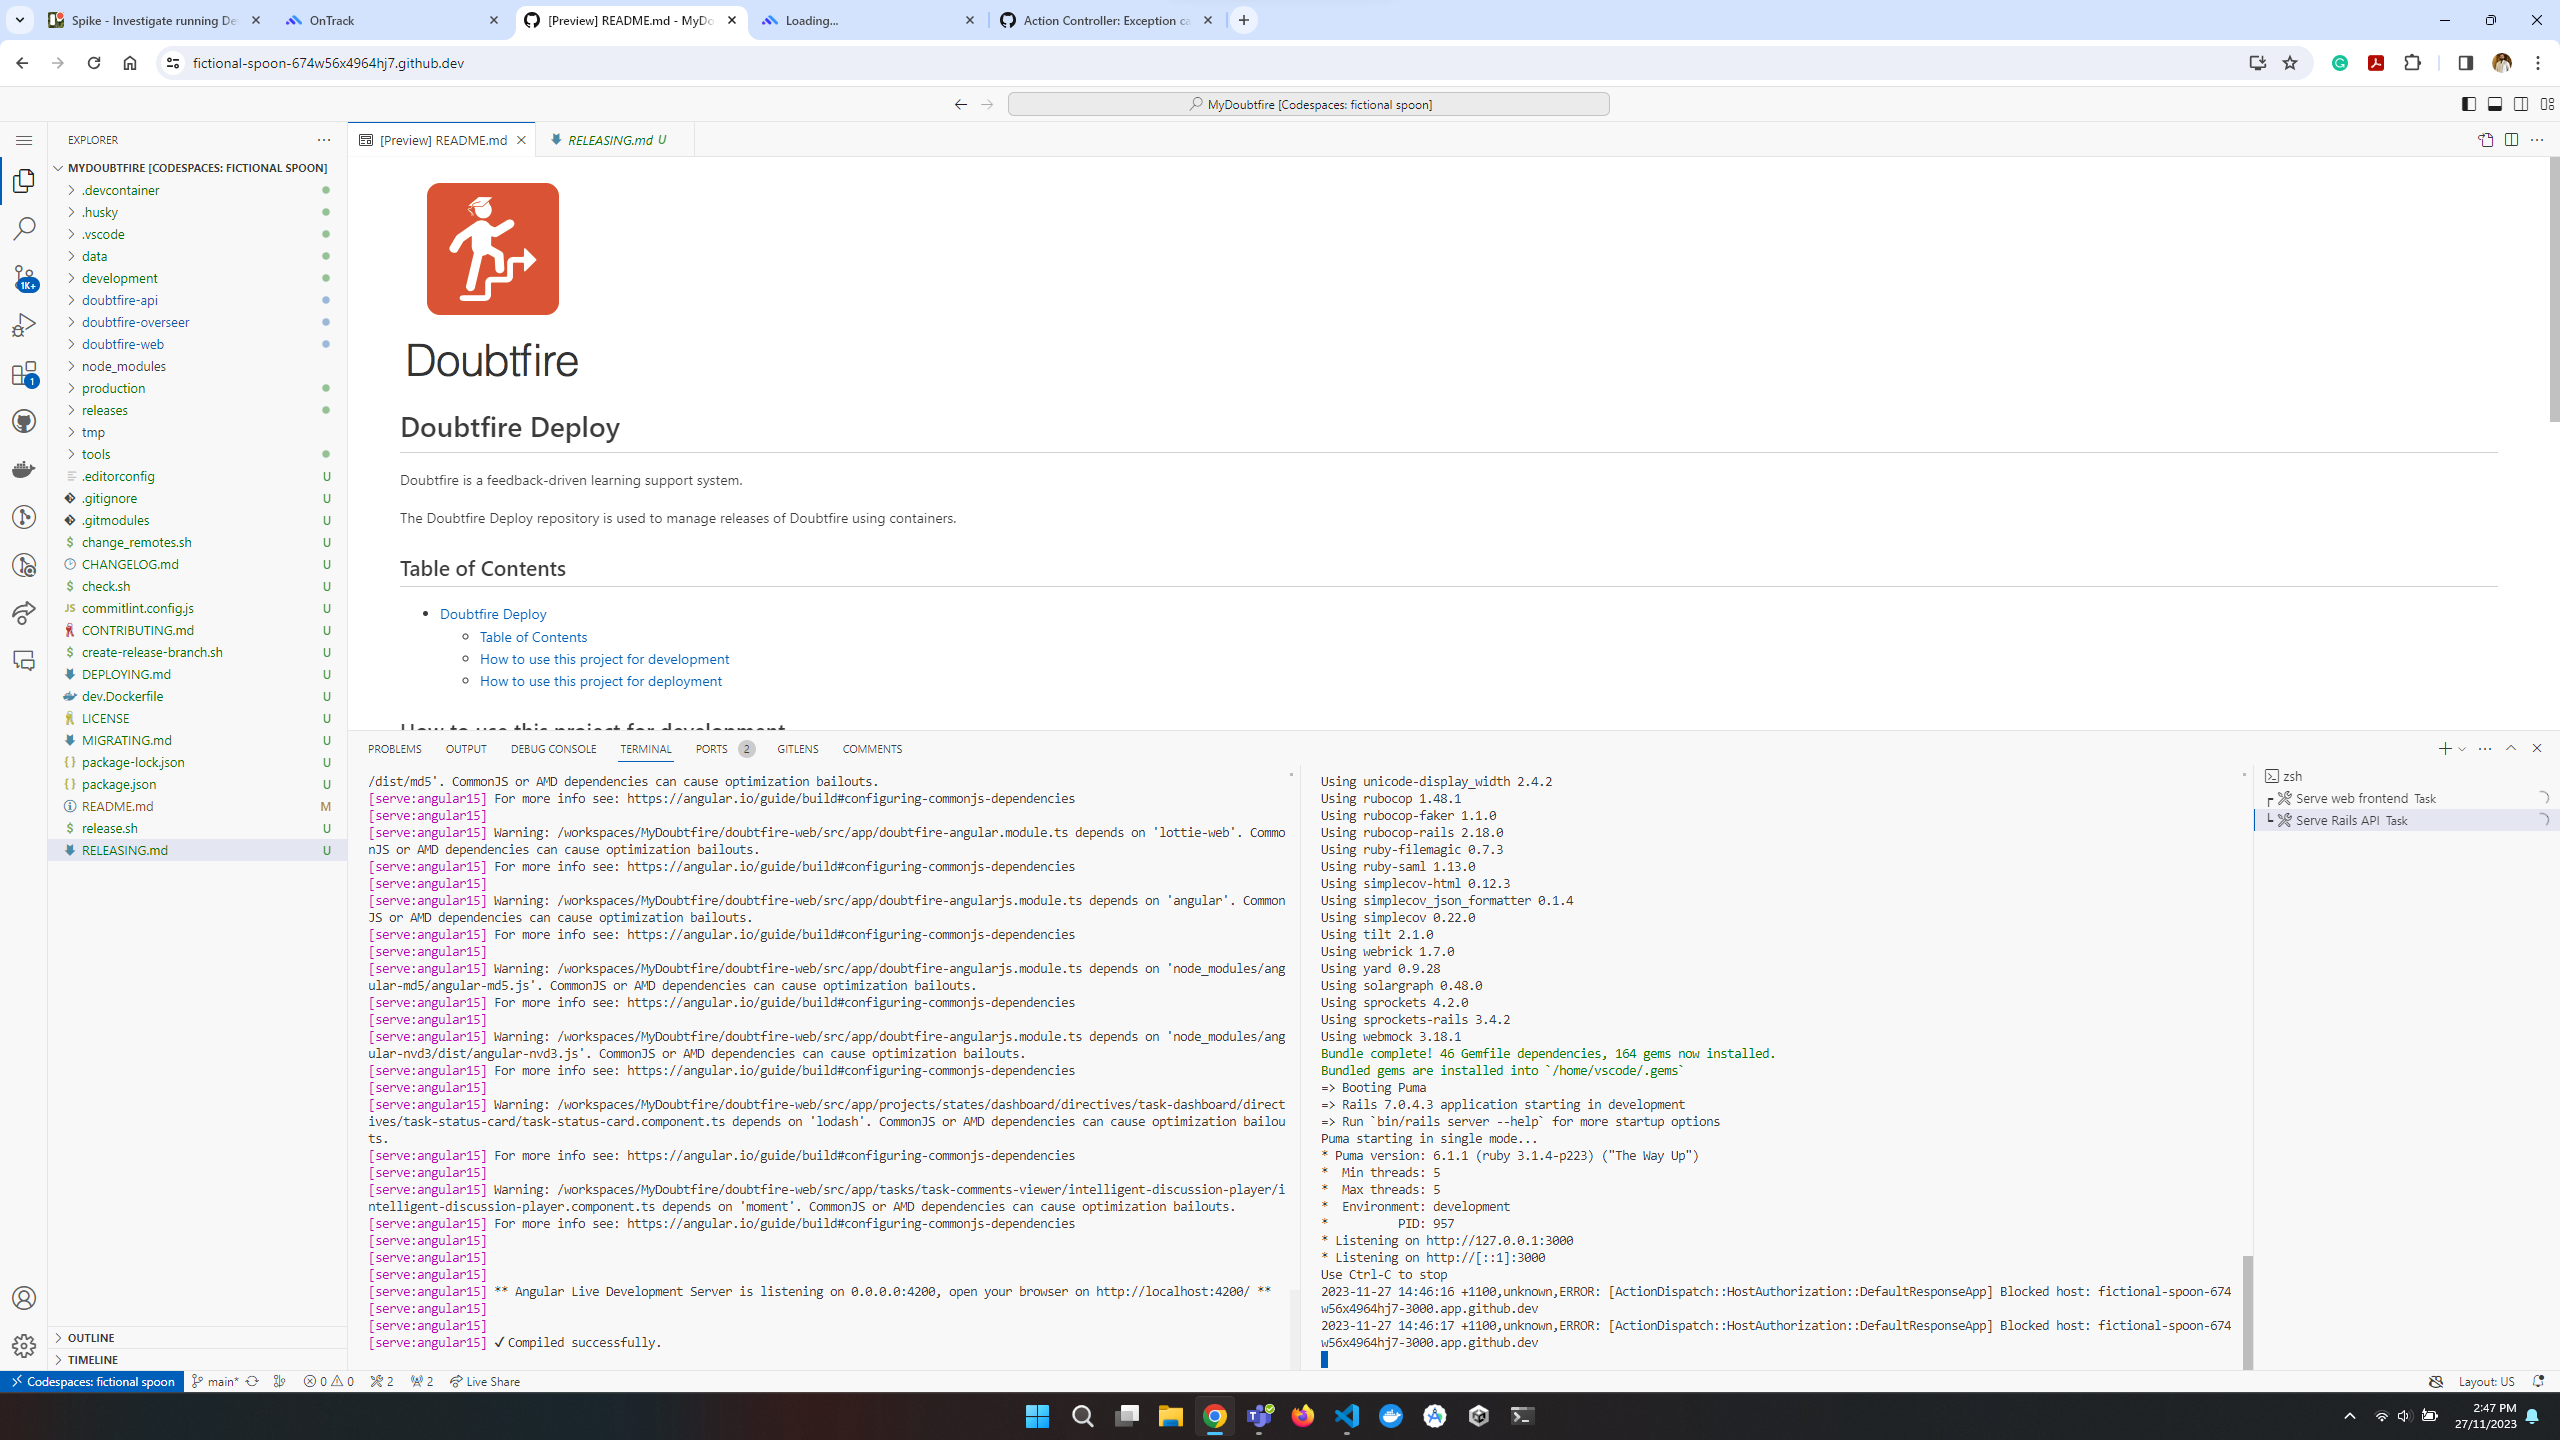 Spike - Investigate running De
OnTrack
[Preview] README.md - MyDo
Loading...
Action Controller: Exception ca
fictional-spoon-674w56x4964hj7.github.dev
MyDoubtfire [Codespaces: fictional spoon]
EXPLORER
MYDOUBTFIRE [CODESPACES: FICTIONAL SPOON]
.devcontainer
.husky
.vscode
data
development
doubtfire-api
doubtfire-overseer
doubtfire-web
node_modules
production
releases
tmp
tools
.editorconfig U
.gitignore U
.gitmodules U
change_remotes.sh U
CHANGELOG.md U
check.sh U
commitlint.config.js U
CONTRIBUTING.md U
create-release-branch.sh U
DEPLOYING.md U
dev.Dockerfile U
LICENSE U
MIGRATING.md U
package-lock.json U
package.json U
README.md M
release.sh U
RELEASING.md U
OUTLINE
TIMELINE
1K+
1
[Preview] README.md
RELEASING.md U
Doubtfire
Doubtfire Deploy
Doubtfire is a feedback-driven learning support system.
The Doubtfire Deploy repository is used to manage releases of Doubtfire using containers.
Table of Contents
Doubtfire Deploy
Table of Contents
How to use this project for development
How to use this project for deployment
How to use this project for development
PROBLEMS OUTPUT DEBUG CONSOLE TERMINAL PORTS 2 GITLENS COMMENTS
/dist/md5'. CommonJS or AMD dependencies can cause optimization bailouts.
[serve:angular15] For more info see: https://angular.io/guide/build#configuring-commonjs-dependencies
[serve:angular15]
[serve:angular15] Warning: /workspaces/MyDoubtfire/doubtfire-web/src/app/doubtfire-angular.module.ts depends on 'lottie-web'. Commo
nJS or AMD dependencies can cause optimization bailouts.
[serve:angular15] For more info see: https://angular.io/guide/build#configuring-commonjs-dependencies
[serve:angular15]
[serve:angular15] Warning: /workspaces/MyDoubtfire/doubtfire-web/src/app/doubtfire-angularjs.module.ts depends on 'angular'. Common
JS or AMD dependencies can cause optimization bailouts.
[serve:angular15] For more info see: https://angular.io/guide/build#configuring-commonjs-dependencies
[serve:angular15]
[serve:angular15] Warning: /workspaces/MyDoubtfire/doubtfire-web/src/app/doubtfire-angularjs.module.ts depends on 'node_modules/ang
ular-md5/angular-md5.js'. CommonJS or AMD dependencies can cause optimization bailouts.
[serve:angular15] For more info see: https://angular.io/guide/build#configuring-commonjs-dependencies
[serve:angular15]
[serve:angular15] Warning: /workspaces/MyDoubtfire/doubtfire-web/src/app/doubtfire-angularjs.module.ts depends on 'node_modules/ang
ular-nvd3/dist/angular-nvd3.js'. CommonJS or AMD dependencies can cause optimization bailouts.
[serve:angular15] For more info see: https://angular.io/guide/build#configuring-commonjs-dependencies
[serve:angular15]
[serve:angular15] Warning: /workspaces/MyDoubtfire/doubtfire-web/src/app/projects/states/dashboard/directives/task-dashboard/direct
ives/task-status-card/task-status-card.component.ts depends on 'lodash'. CommonJS or AMD dependencies can cause optimization bailou
ts.
[serve:angular15] For more info see: https://angular.io/guide/build#configuring-commonjs-dependencies
[serve:angular15]
[serve:angular15] Warning: /workspaces/MyDoubtfire/doubtfire-web/src/app/tasks/task-comments-viewer/intelligent-discussion-player/i
ntelligent-discussion-player.component.ts depends on 'moment'. CommonJS or AMD dependencies can cause optimization bailouts.
[serve:angular15] For more info see: https://angular.io/guide/build#configuring-commonjs-dependencies
[serve:angular15]
[serve:angular15]
[serve:angular15]
[serve:angular15] ** Angular Live Development Server is listening on 0.0.0.0:4200, open your browser on http://localhost:4200/ **
[serve:angular15]
[serve:angular15]
[serve:angular15] ✓ Compiled successfully.
Using unicode-display_width 2.4.2
Using rubocop 1.48.1
Using rubocop-faker 1.1.0
Using rubocop-rails 2.18.0
Using ruby-filemagic 0.7.3
Using ruby-saml 1.13.0
Using simplecov-html 0.12.3
Using simplecov_json_formatter 0.1.4
Using simplecov 0.22.0
Using tilt 2.1.0
Using webrick 1.7.0
Using yard 0.9.28
Using solargraph 0.48.0
Using sprockets 4.2.0
Using sprockets-rails 3.4.2
Using webmock 3.18.1
Bundle complete! 46 Gemfile dependencies, 164 gems now installed.
Bundled gems are installed into `/home/vscode/.gems`
=> Booting Puma
=> Rails 7.0.4.3 application starting in development
=> Run `bin/rails server --help` for more startup options
Puma starting in single mode...
* Puma version: 6.1.1 (ruby 3.1.4-p223) ("The Way Up")
* Min threads: 5
* Max threads: 5
* Environment: development
* PID: 957
* Listening on http://127.0.0.1:3000
* Listening on http://[::1]:3000
Use Ctrl-C to stop
2023-11-27 14:46:16 +1100,unknown,ERROR: [ActionDispatch::HostAuthorization::DefaultResponseApp] Blocked host: fictional-spoon-674
w56x4964hj7-3000.app.github.dev
2023-11-27 14:46:17 +1100,unknown,ERROR: [ActionDispatch::HostAuthorization::DefaultResponseApp] Blocked host: fictional-spoon-674
w56x4964hj7-3000.app.github.dev
zsh
Serve web frontend Task
Serve Rails API Task
Codespaces: fictional spoon main* 0 0 2 2 Live Share
Layout: US
2:47 PM
27/11/2023